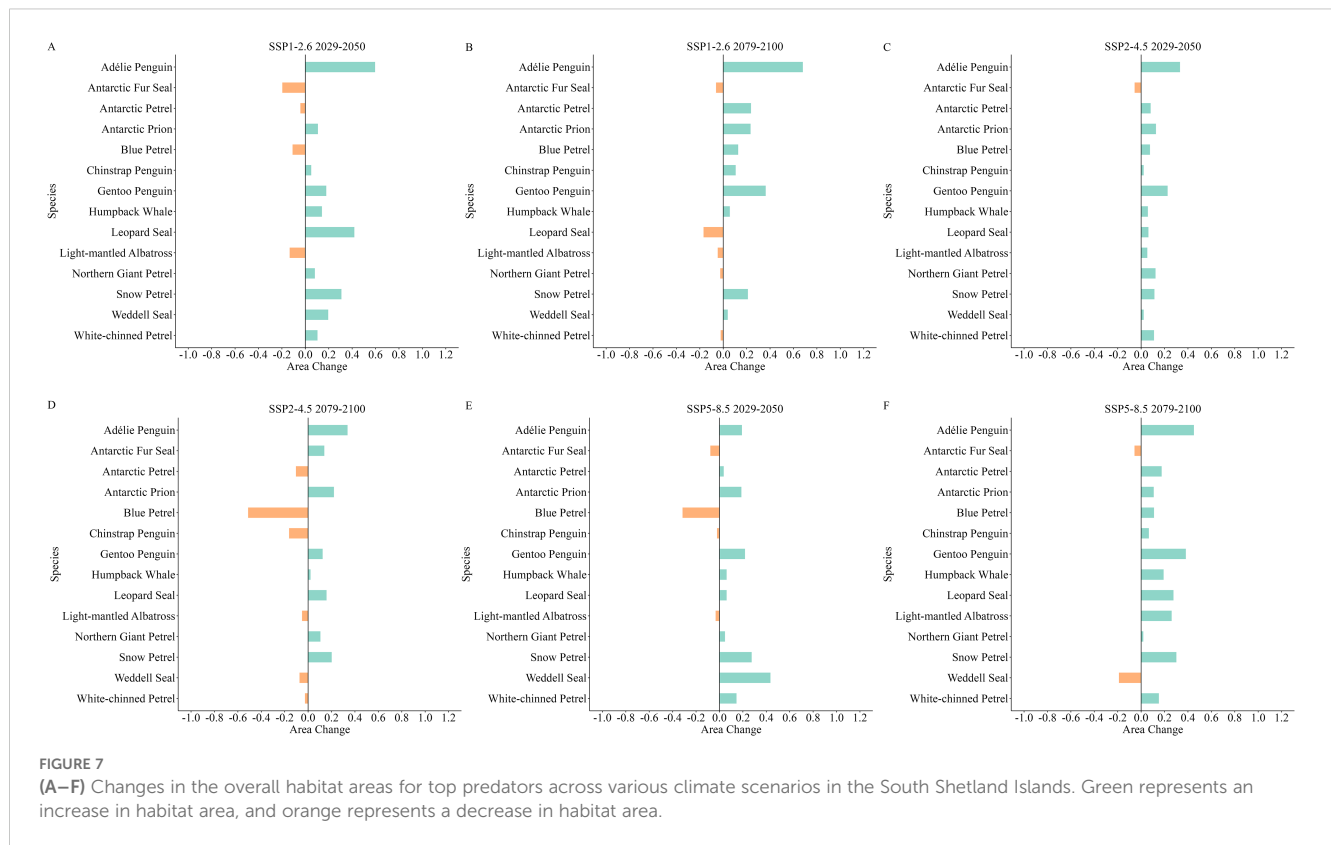 A
SSP1-2.6 2029-2050
Species
Adélie Penguin
Antarctic Fur Seal
Antarctic Petrel
Antarctic Prion
Blue Petrel
Chinstrap Penguin
Gentoo Penguin
Humpback Whale
Leopard Seal
Light-mantled Albatross
Northern Giant Petrel
Snow Petrel
Weddell Seal
White-chinned Petrel
-1.0 -0.8 -0.6 -0.4 -0.2 0.0 0.2 0.4 0.6 0.8 1.0 1.2
Area Change
B
SSP1-2.6 2079-2100
Species
Adélie Penguin
Antarctic Fur Seal
Antarctic Petrel
Antarctic Prion
Blue Petrel
Chinstrap Penguin
Gentoo Penguin
Humpback Whale
Leopard Seal
Light-mantled Albatross
Northern Giant Petrel
Snow Petrel
Weddell Seal
White-chinned Petrel
-1.0 -0.8 -0.6 -0.4 -0.2 0.0 0.2 0.4 0.6 0.8 1.0 1.2
Area Change
C
SSP2-4.5 2029-2050
Species
Adélie Penguin
Antarctic Fur Seal
Antarctic Petrel
Antarctic Prion
Blue Petrel
Chinstrap Penguin
Gentoo Penguin
Humpback Whale
Leopard Seal
Light-mantled Albatross
Northern Giant Petrel
Snow Petrel
Weddell Seal
White-chinned Petrel
-1.0 -0.8 -0.6 -0.4 -0.2 0.0 0.2 0.4 0.6 0.8 1.0 1.2
Area Change
D
SSP2-4.5 2079-2100
Species
Adélie Penguin
Antarctic Fur Seal
Antarctic Petrel
Antarctic Prion
Blue Petrel
Chinstrap Penguin
Gentoo Penguin
Humpback Whale
Leopard Seal
Light-mantled Albatross
Northern Giant Petrel
Snow Petrel
Weddell Seal
White-chinned Petrel
-1.0 -0.8 -0.6 -0.4 -0.2 0.0 0.2 0.4 0.6 0.8 1.0 1.2
Area Change
E
SSP5-8.5 2029-2050
Species
Adélie Penguin
Antarctic Fur Seal
Antarctic Petrel
Antarctic Prion
Blue Petrel
Chinstrap Penguin
Gentoo Penguin
Humpback Whale
Leopard Seal
Light-mantled Albatross
Northern Giant Petrel
Snow Petrel
Weddell Seal
White-chinned Petrel
-1.0 -0.8 -0.6 -0.4 -0.2 0.0 0.2 0.4 0.6 0.8 1.0 1.2
Area Change
F
SSP5-8.5 2079-2100
Species
Adélie Penguin
Antarctic Fur Seal
Antarctic Petrel
Antarctic Prion
Blue Petrel
Chinstrap Penguin
Gentoo Penguin
Humpback Whale
Leopard Seal
Light-mantled Albatross
Northern Giant Petrel
Snow Petrel
Weddell Seal
White-chinned Petrel
-1.0 -0.8 -0.6 -0.4 -0.2 0.0 0.2 0.4 0.6 0.8 1.0 1.2
Area Change
FIGURE 7
(A–F) Changes in the overall habitat areas for top predators across various climate scenarios in the South Shetland Islands. Green represents an
increase in habitat area, and orange represents a decrease in habitat area.